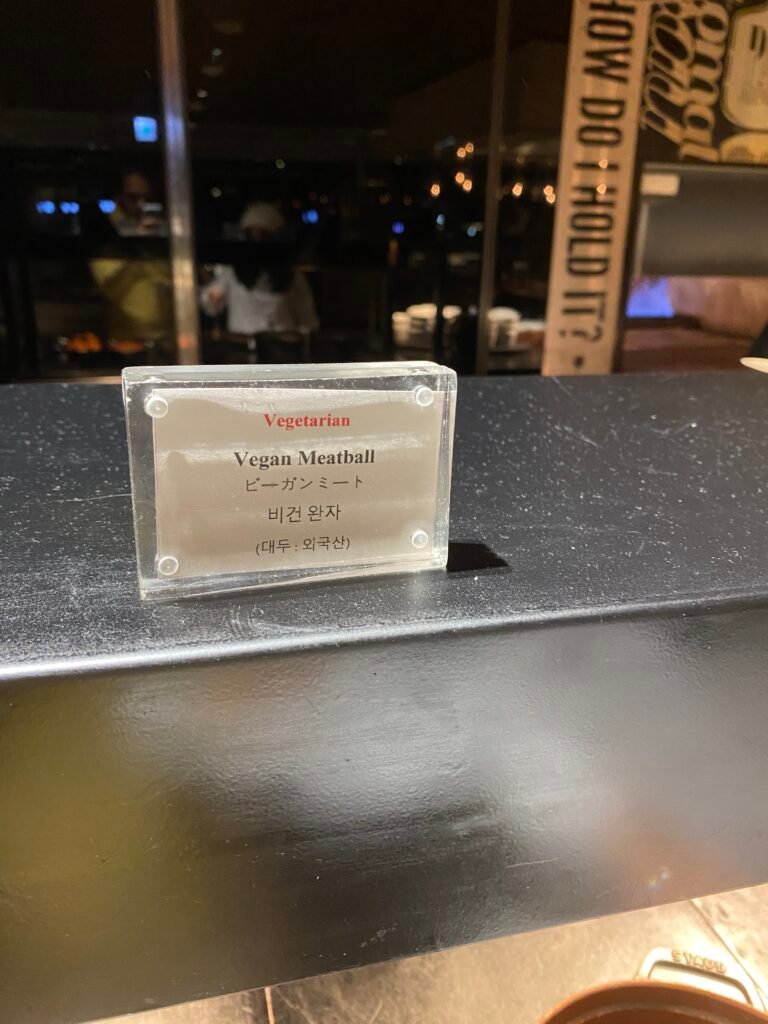 Vegetarian
Vegan Meatball
ビーガンミート
비건 완자
(대두 : 외국산)
HOW DO I HOLD IT?
STAUB